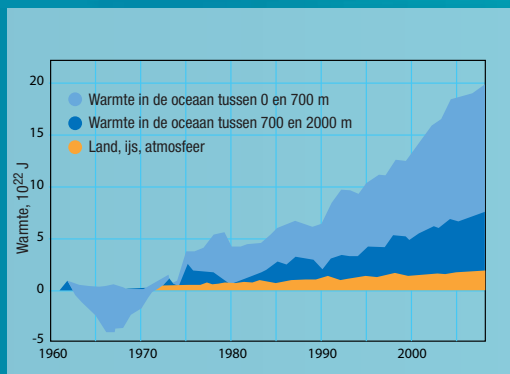 20
Warmte in de oceaan tussen 0 en 700 m
15
Warmte in de oceaan tussen 700 en 2000 m
Land, ijs, atmosfeer
Warmte, 10²² J
10
5
0
-5
1960 1970 1980 1990 2000